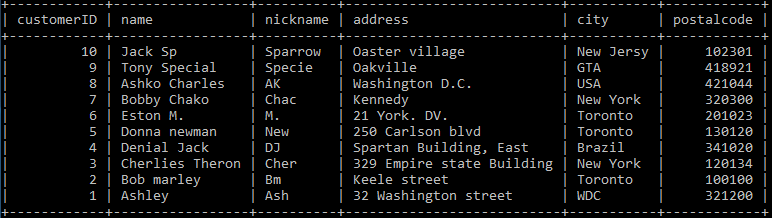 customerID | name | nickname | address | city | postalcode
10 | Jack Sp | Sparrow | Oaster village | New Jersy | 102301
9 | Tony Special | Specie | Oakville | GTA | 418921
8 | Ashko Charles | AK | Washington D.C. | USA | 421044
7 | Bobby Chako | Chac | Kennedy | New York | 320300
6 | Eston M. | M. | 21 York. DV. | Toronto | 201023
5 | Donna newman | New | 250 Carlson blvd | Toronto | 130120
4 | Denial Jack | DJ | Spartan Building, East | Brazil | 341020
3 | Cherlies Theron | Cher | 329 Empire state Building | New York | 120134
2 | Bob marley | Bm | Keele street | Toronto | 100100
1 | Ashley | Ash | 32 Washington street | WDC | 321200